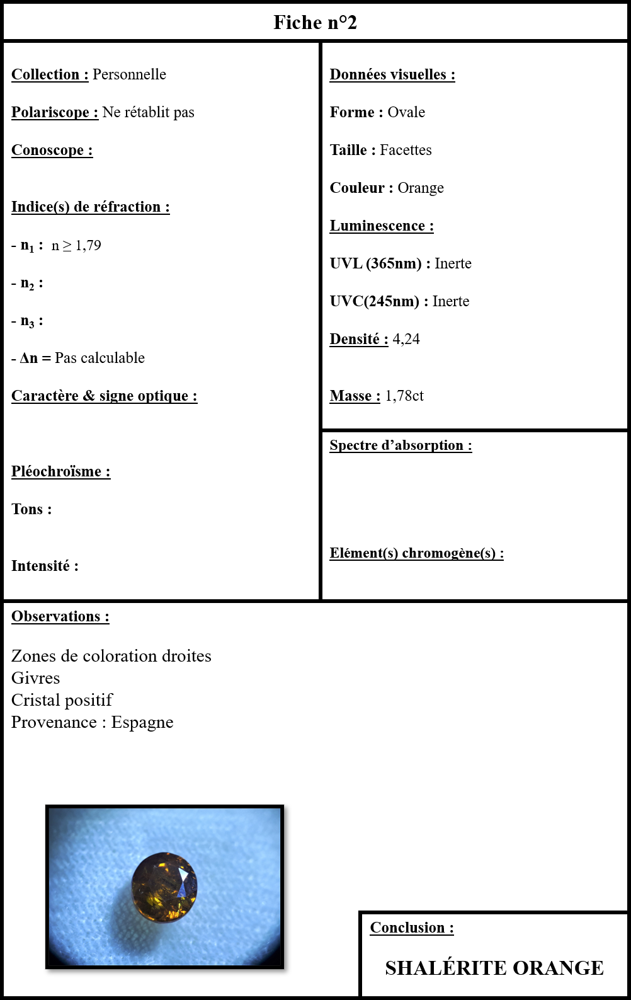 Fiche n°2
Collection : Personnelle
Polariscope : Ne rétablit pas
Conoscope :
Indice(s) de réfraction :
- n₁ : n ≥ 1,79
- n₂ :
- n₃ :
- Δn = Pas calculable
Caractère & signe optique :
Pléochroïsme :
Tons :
Intensité :
Données visuelles :
Forme : Ovale
Taille : Facettes
Couleur : Orange
Luminescence :
UVL (365nm) : Inerte
UVC(245nm) : Inerte
Densité : 4,24
Masse : 1,78ct
Spectre d’absorption :
Elément(s) chromogène(s) :
Observations :
Zones de coloration droites
Givres
Cristal positif
Provenance : Espagne
Conclusion :
SHALÉRITE ORANGE